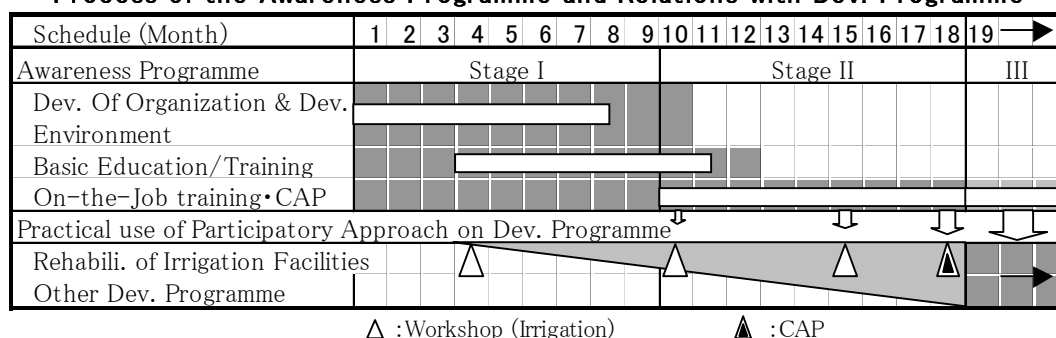 Process of the Awareness Programme and Relations with Dev. Programme
Schedule (Month) 1 2 3 4 5 6 7 8 9 10 11 12 13 14 15 16 17 18 19
Awareness Programme Stage I Stage II III
Dev. Of Organization & Dev.
Environment
Basic Education/Training
On-the-Job training・CAP
Practical use of Participatory Approach on Dev. Programme
Rehabili. of Irrigation Facilities
Other Dev. Programme
△ :Workshop (Irrigation) ▲ :CAP